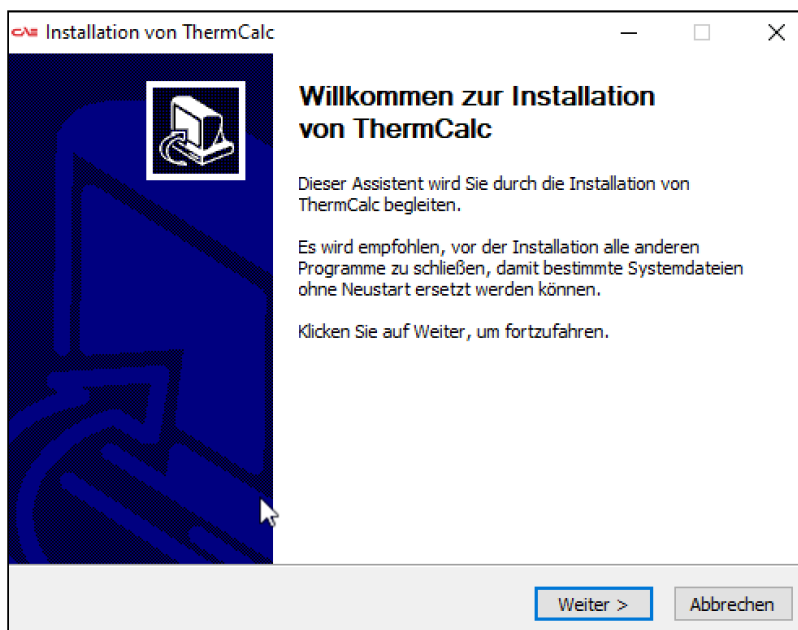 CAE Installation von ThermCalc
Willkommen zur Installation
von ThermCalc
Dieser Assistent wird Sie durch die Installation von
ThermCalc begleiten.
Es wird empfohlen, vor der Installation alle anderen
Programme zu schließen, damit bestimmte Systemdateien
ohne Neustart ersetzt werden können.
Klicken Sie auf Weiter, um fortzufahren.
Weiter >
Abbrechen